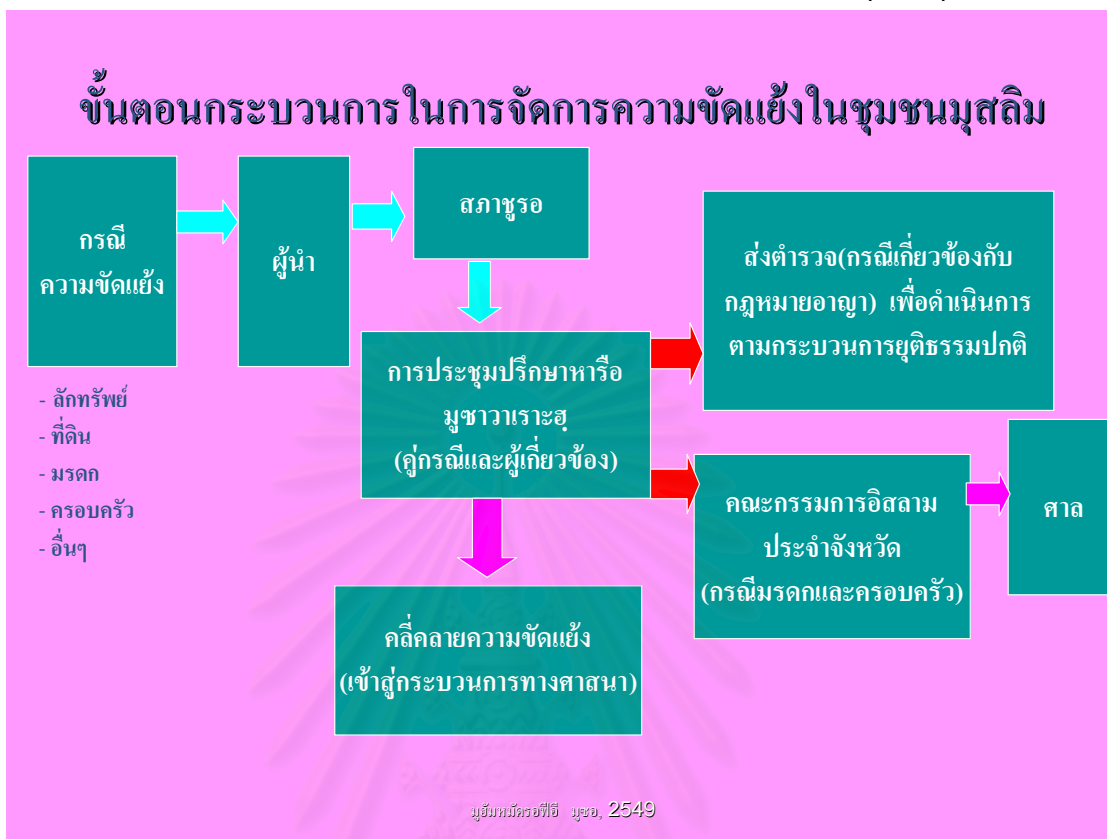 ขั้นตอนกระบวนการในการจัดการความขัดแย้งในชุมชนมุสลิม
กรณี
ความขัดแย้ง
ผู้นำ
สภาชูรอ
ส่งตำรวจ(กรณีเกี่ยวข้องกับ
กฎหมายอาญา) เพื่อดำเนินการ
ตามกระบวนการยุติธรรมปกติ
การประชุมปรึกษาหารือ
มูซาวาเราะฮฺ
(คู่กรณีและผู้เกี่ยวข้อง)
- ลักทรัพย์
- ที่ดิน
- มรดก
- ครอบครัว
- อื่นๆ
คณะกรรมการอิสลาม
ประจำจังหวัด
(กรณีมรดกและครอบครัว)
ศาล
คลี่คลายความขัดแย้ง
(เข้าสู่กระบวนการทางศาสนา)
มูฮัมหมัดรอฟีอี มูซอ, 2549